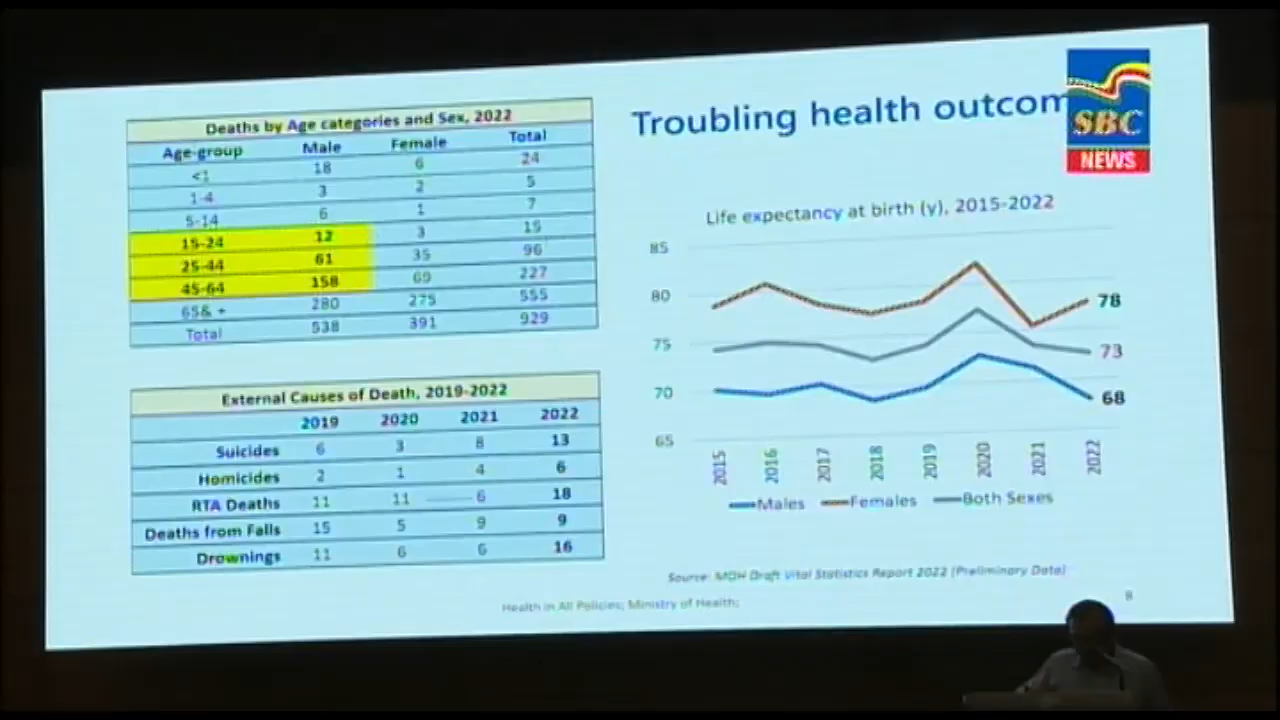 Troubling health outcom
SBC
NEWS
Deaths by Age categories and Sex, 2022
Age-group Male Female Total
<1 18 6 24
1-4 3 2 5
5-14 6 1 7
15-24 12 3 15
25-44 61 35 96
45-64 158 69 227
65& + 280 275 555
Total 538 391 929
External Causes of Death, 2019-2022
2019 2020 2021 2022
Suicides 6 3 8 13
Homicides 2 1 4 6
RTA Deaths 11 11 6 18
Deaths from Falls 15 5 9 9
Drownings 11 6 6 16
Life expectancy at birth (y), 2015-2022
85
80
75
70
65
78
73
68
2015 2016 2017 2018 2019 2020 2021 2022
Males Females Both Sexes
Source: MOH Draft Vital Statistics Report 2022 (Preliminary Data)
Health in All Policies; Ministry of Health;
8